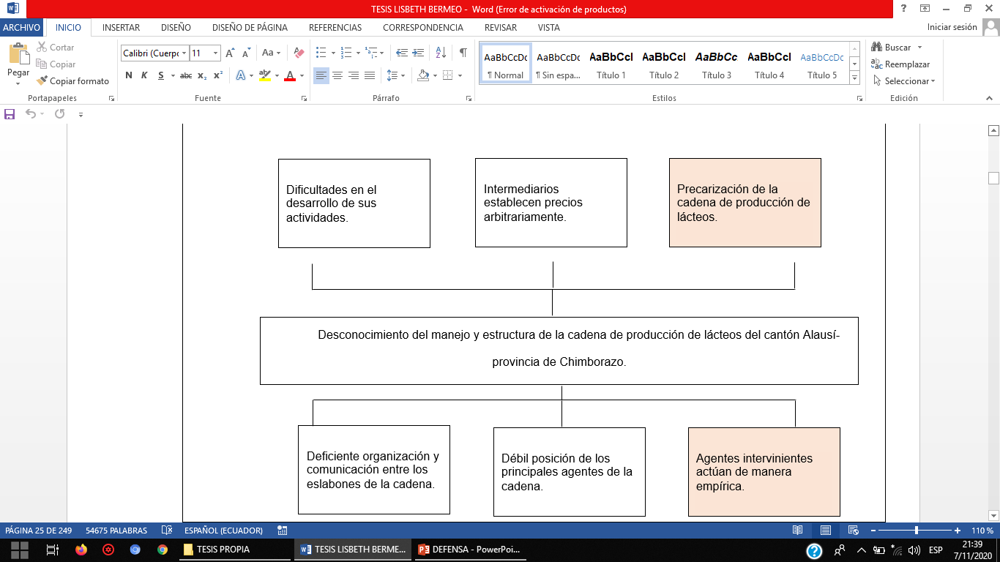 TESIS LISBETH BERMEO - Word (Error de activación de productos)
?
ARCHIVO INICIO INSERTAR DISEÑO DISEÑO DE PÁGINA REFERENCIAS CORRESPONDENCIA REVISAR VISTA
Iniciar sesión
Pegar
Cortar
Copiar
Copiar formato
Portapapeles
Calibri (Cuerpo 11
N K S abc x₂ x²
Aa
Fuente
Párrafo
AaBbCcDc AaBbCcDc AaBbCcI AaBbCcI AaBbCc AaBbCcI AaBbCcDc
¶ Normal ¶ Sin espa... Título 1 Título 2 Título 3 Título 4 Título 5
Estilos
Buscar
Reemplazar
Seleccionar
Edición
Dificultades en el
desarrollo de sus
actividades.
Intermediarios
establecen precios
arbitrariamente.
Precarización de la
cadena de producción de
lácteos.
Desconocimiento del manejo y estructura de la cadena de producción de lácteos del cantón Alausí-
provincia de Chimborazo.
Deficiente organización y
comunicación entre los
eslabones de la cadena.
Débil posición de los
principales agentes de la
cadena.
Agentes intervinientes
actúan de manera
empírica.
PÁGINA 25 DE 249 54675 PALABRAS ESPAÑOL (ECUADOR) 110 %
TESIS PROPIA
TESIS LISBETH BERME...
DEFENSA - PowerPoi...
ESP
21:39
7/11/2020